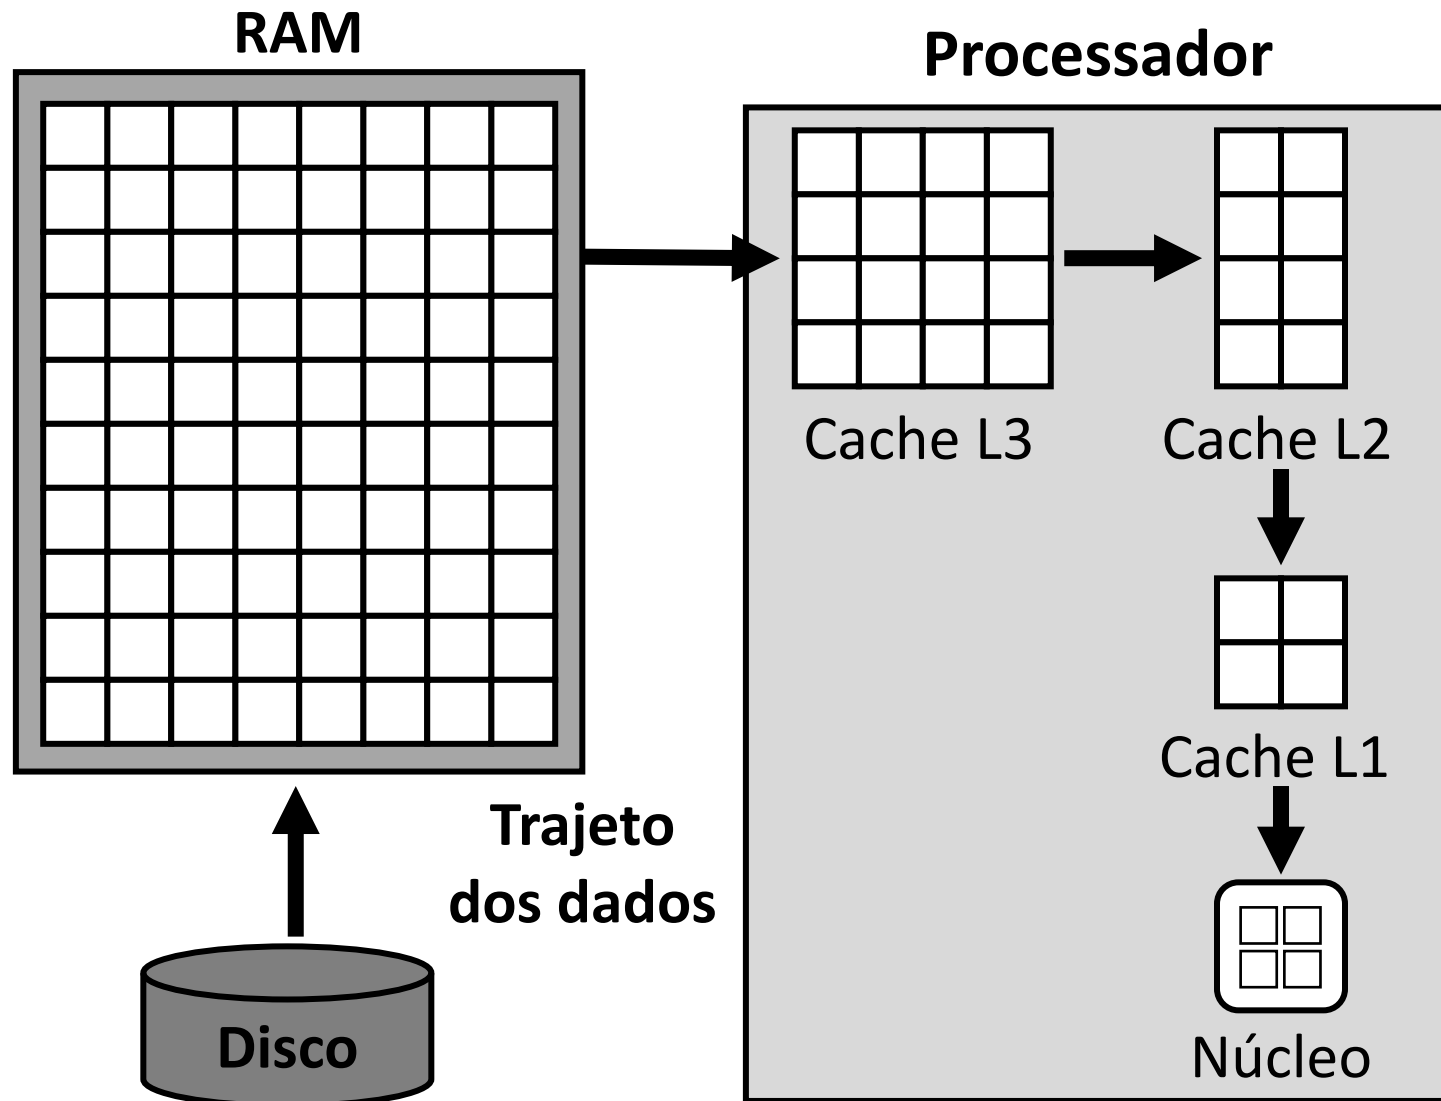 RAM
Processador
Cache L3
Cache L2
Cache L1
Trajeto
dos dados
Disco
Núcleo